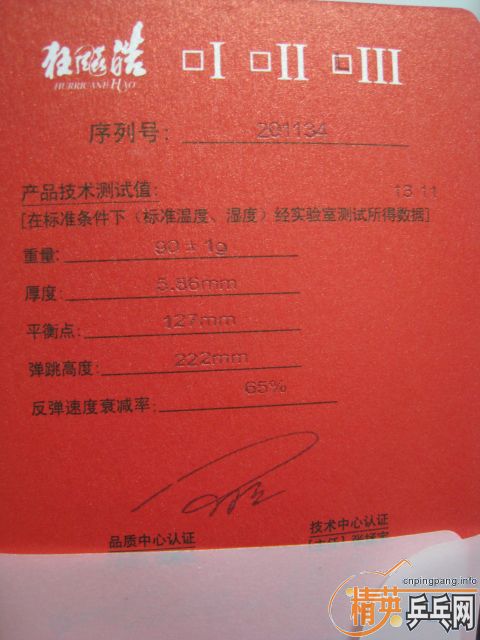 狂飚皓 □I □II □III
HURRICANE HAO
序列号: 201134
产品技术测试值: 13 11
[在标准条件下（标准温度、湿度）经实验室测试所得数据]
重量: 90±1g
厚度: 5.86mm
平衡点: 127mm
弹跳高度: 222mm
反弹速度衰减率: 65%
技术中心认证
品质中心认证
cnpingpang.info
精英乒乓网